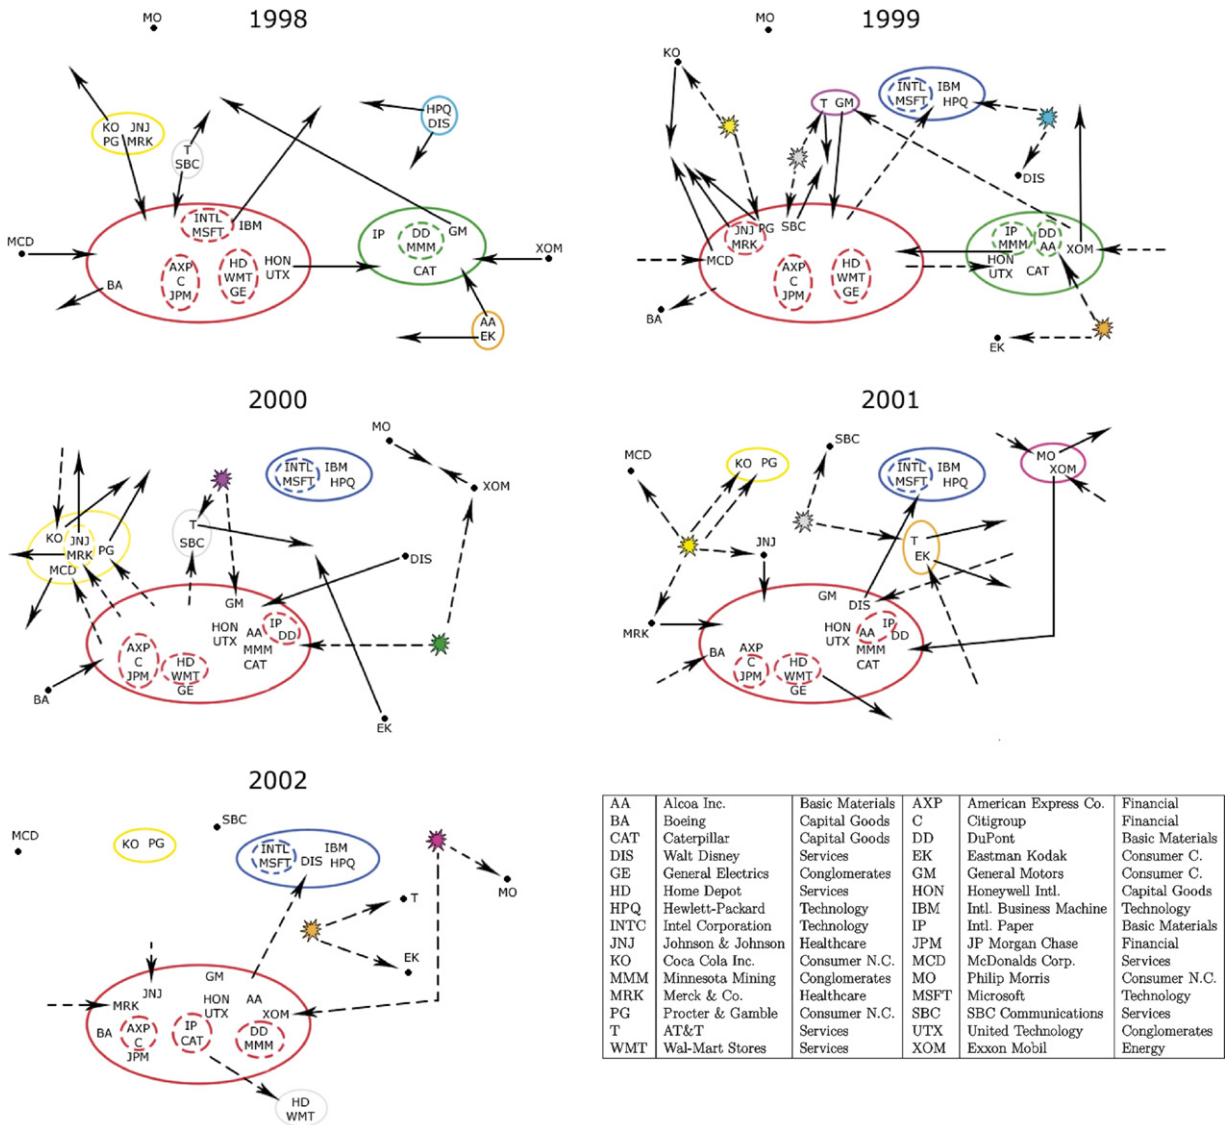 1998
MO
KO JNJ
PG MRK
T
SBC
HPQ
DIS
INTL
MSFT
IBM
MCD
BA
AXP
C
JPM
HD
WMT
GE
HON
UTX
IP
DD
MMM
GM
CAT
XOM
AA
EK
1999
MO
KO
T GM
INTL
MSFT
IBM
HPQ
DIS
JNJ
MRK
PG
SBC
MCD
BA
AXP
C
JPM
HD
WMT
GE
IP
MMM
DD
AA
XOM
HON
UTX
CAT
EK
2000
MO
INTL
MSFT
IBM
HPQ
XOM
KO
JNJ
MRK
PG
MCD
T
SBC
DIS
GM
HON
UTX
AA
IP
DD
MMM
CAT
AXP
C
JPM
HD
WMT
GE
BA
EK
2001
MCD
KO PG
SBC
INTL
MSFT
IBM
HPQ
MO
XOM
T
EK
JNJ
MRK
GM
DIS
HON
UTX
AA
IP
DD
MMM
CAT
BA
AXP
C
JPM
HD
WMT
GE
2002
MCD
KO PG
SBC
INTL
MSFT
DIS
IBM
HPQ
MO
T
EK
GM
JNJ
MRK
HON
UTX
AA
XOM
BA
AXP
C
JPM
IP
CAT
DD
MMM
HD
WMT
AA Alcoa Inc. Basic Materials AXP American Express Co. Financial
BA Boeing Capital Goods C Citigroup Financial
CAT Caterpillar Capital Goods DD DuPont Basic Materials
DIS Walt Disney Services EK Eastman Kodak Consumer C.
GE General Electrics Conglomerates GM General Motors Consumer C.
HD Home Depot Services HON Honeywell Intl. Capital Goods
HPQ Hewlett-Packard Technology IBM Intl. Business Machine Technology
INTC Intel Corporation Technology IP Intl. Paper Basic Materials
JNJ Johnson & Johnson Healthcare JPM JP Morgan Chase Financial
KO Coca Cola Inc. Consumer N.C. MCD McDonalds Corp. Services
MMM Minnesota Mining Conglomerates MO Philip Morris Consumer N.C.
MRK Merck & Co. Healthcare MSFT Microsoft Technology
PG Procter & Gamble Consumer N.C. SBC SBC Communications Services
T AT&T Services UTX United Technology Conglomerates
WMT Wal-Mart Stores Services XOM Exxon Mobil Energy